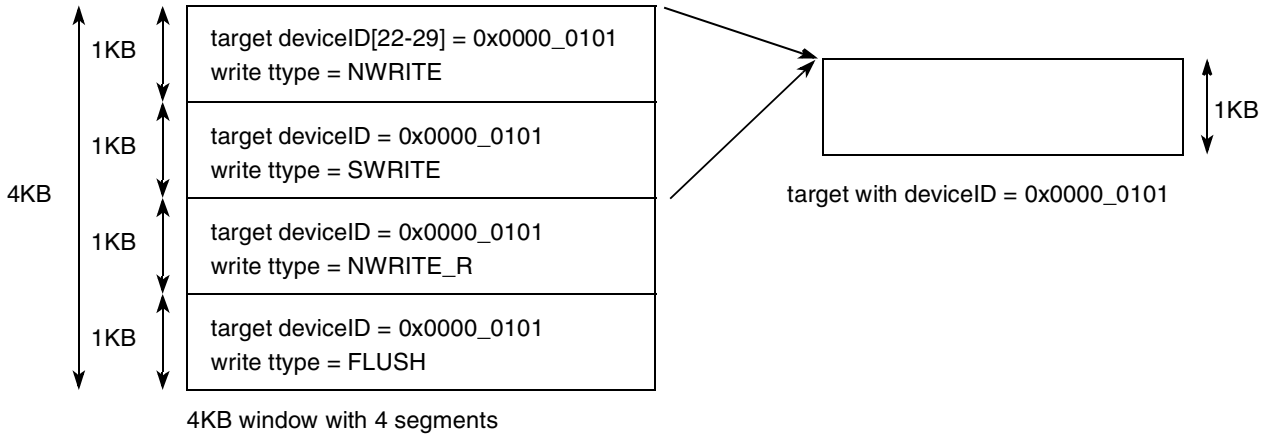 1KB
target deviceID[22-29] = 0x0000_0101
write ttype = NWRITE
1KB
1KB
target deviceID = 0x0000_0101
write ttype = SWRITE
4KB
target with deviceID = 0x0000_0101
1KB
target deviceID = 0x0000_0101
write ttype = NWRITE_R
1KB
target deviceID = 0x0000_0101
write ttype = FLUSH
4KB window with 4 segments